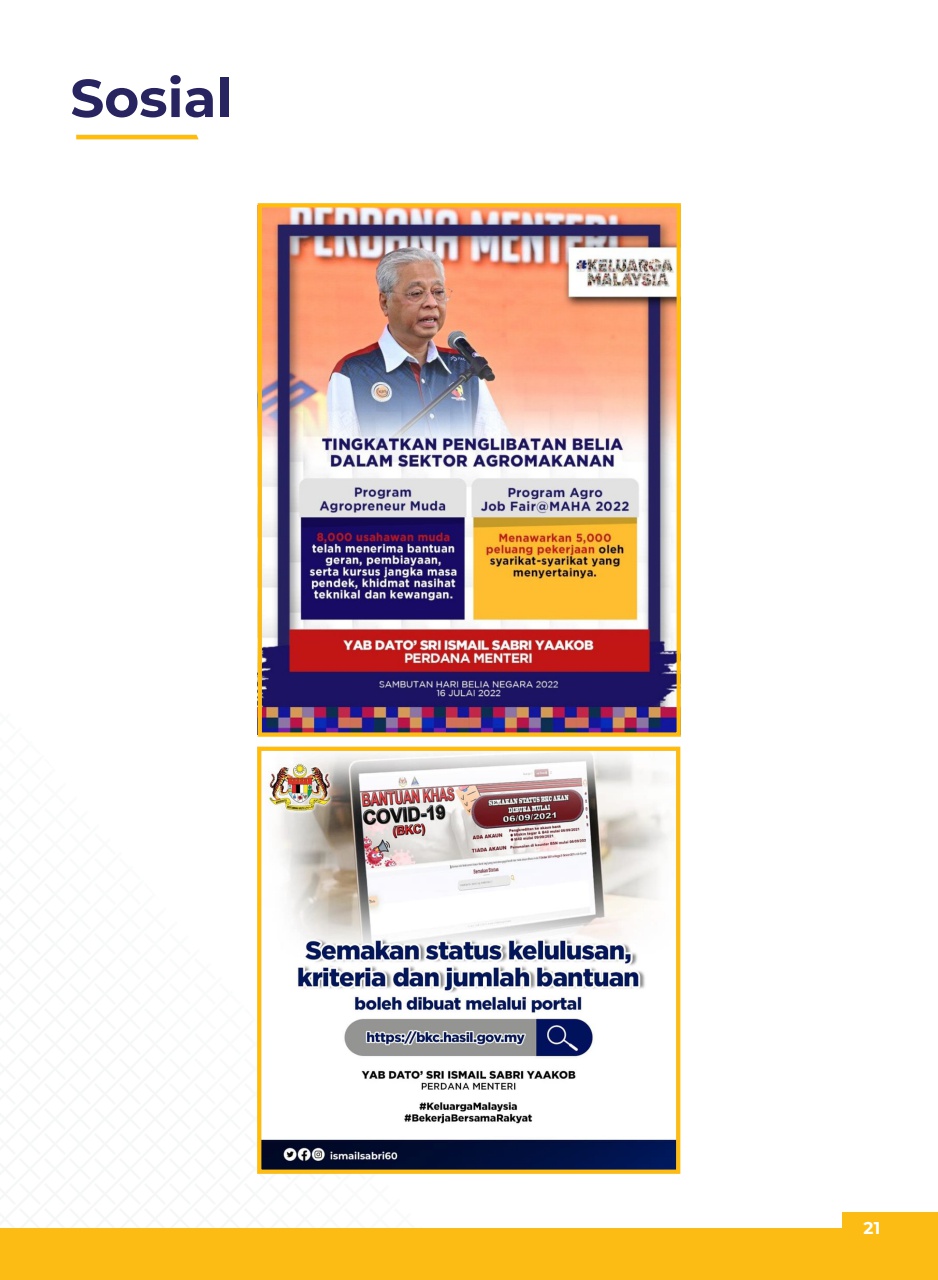 Sosial
PERDANA MENTERI
#KELUARGA
MALAYSIA
TINGKATKAN PENGLIBATAN BELIA
DALAM SEKTOR AGROMAKANAN
Program
Agropreneur Muda
8,000 usahawan muda
telah menerima bantuan
geran, pembiayaan,
serta kursus jangka masa
pendek, khidmat nasihat
teknikal dan kewangan.
Program Agro
Job Fair@MAHA 2022
Menawarkan 5,000
peluang pekerjaan oleh
syarikat-syarikat yang
menyertainya.
YAB DATO' SRI ISMAIL SABRI YAAKOB
PERDANA MENTERI
SAMBUTAN HARI BELIA NEGARA 2022
16 JULAI 2022
BANTUAN KHAS
COVID-19
(BKC)
SEMAKAN STATUS BKC AKAN
DIBUKA MULAI
06/09/2021
ADA AKAUN
TIADA AKAUN
Semakan Status
Semakan status kelulusan,
kriteria dan jumlah bantuan
boleh dibuat melalui portal
https://bkc.hasil.gov.my
YAB DATO' SRI ISMAIL SABRI YAAKOB
PERDANA MENTERI
#KeluargaMalaysia
#BekerjaBersamaRakyat
ismailsabri60
21